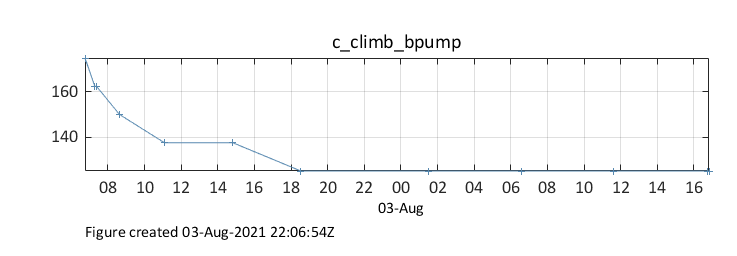 c_climb_bpump
160
140
08 10 12 14 16 18 20 22 00 02 04 06 08 10 12 14 16
03-Aug
Figure created 03-Aug-2021 22:06:54Z